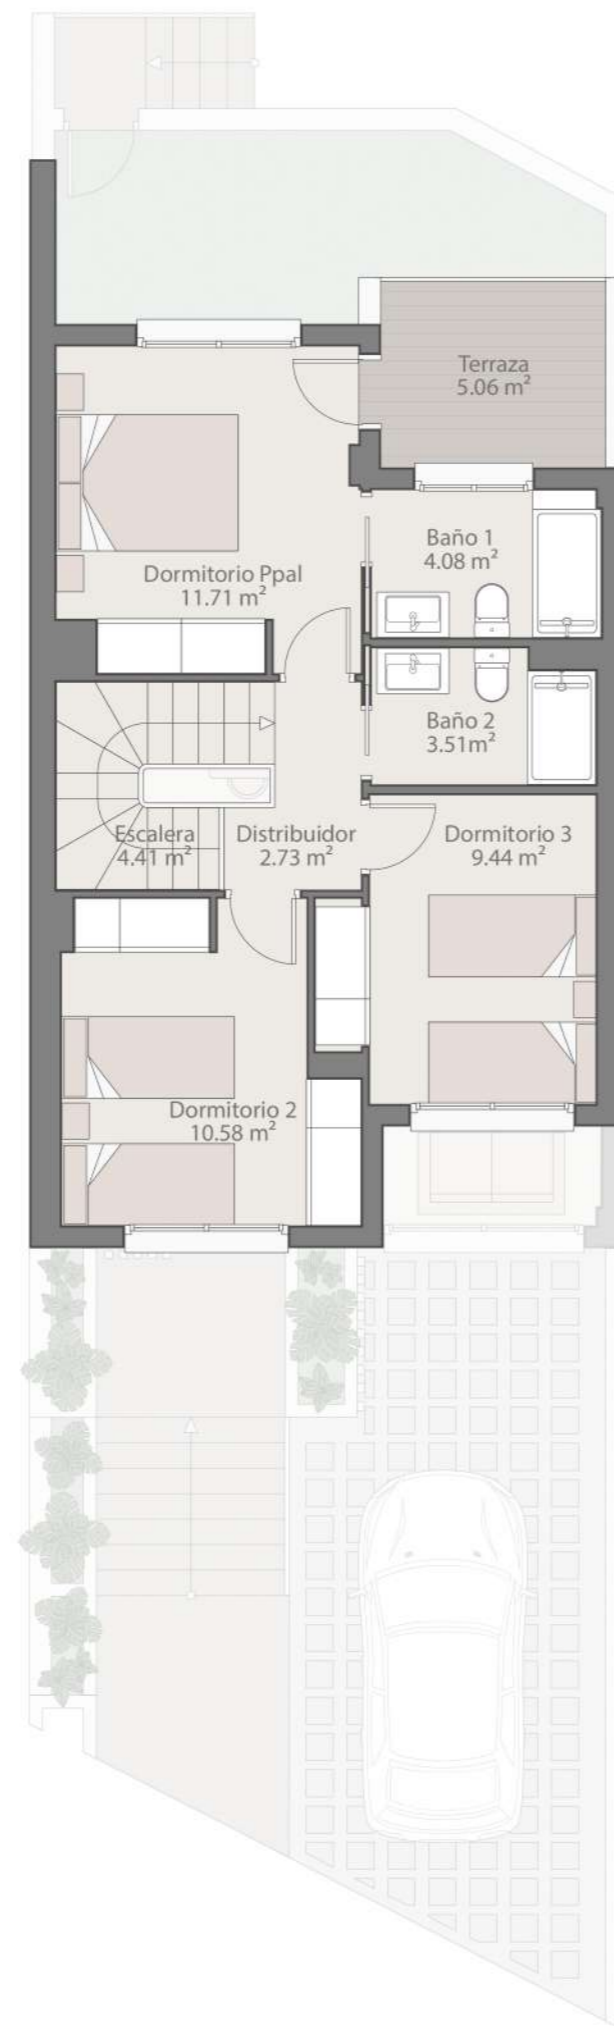 Terraza
5.06 m²
Baño 1
4.08 m²
Dormitorio Ppal
11.71 m²
Baño 2
3.51m²
Escalera
4.41 m²
Distribuidor
2.73 m²
Dormitorio 3
9.44 m²
Dormitorio 2
10.58 m²